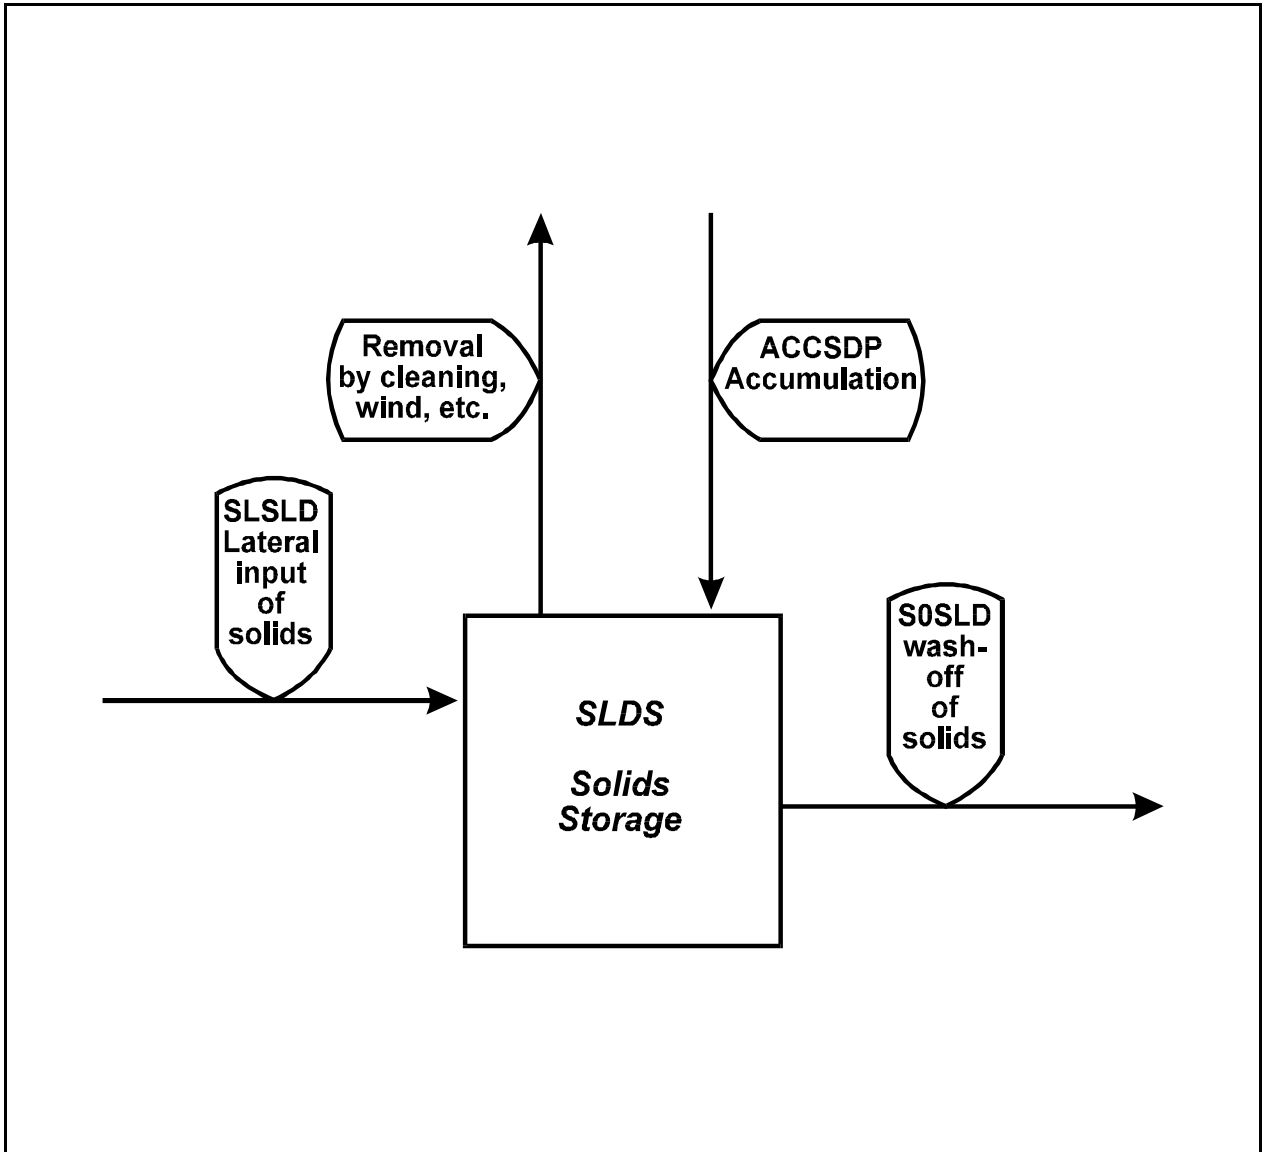 Removal
by cleaning,
wind, etc.
ACCSDP
Accumulation
SLSLD
Lateral
input
of
solids
S0SLD
wash-
off
of
solids
SLDS
Solids
Storage